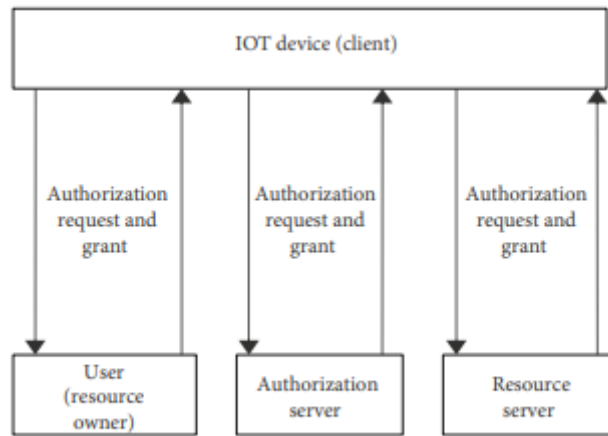 IOT device (client)
Authorization
request and
grant
Authorization
request and
grant
Authorization
request and
grant
User
(resource
owner)
Authorization
server
Resource
server